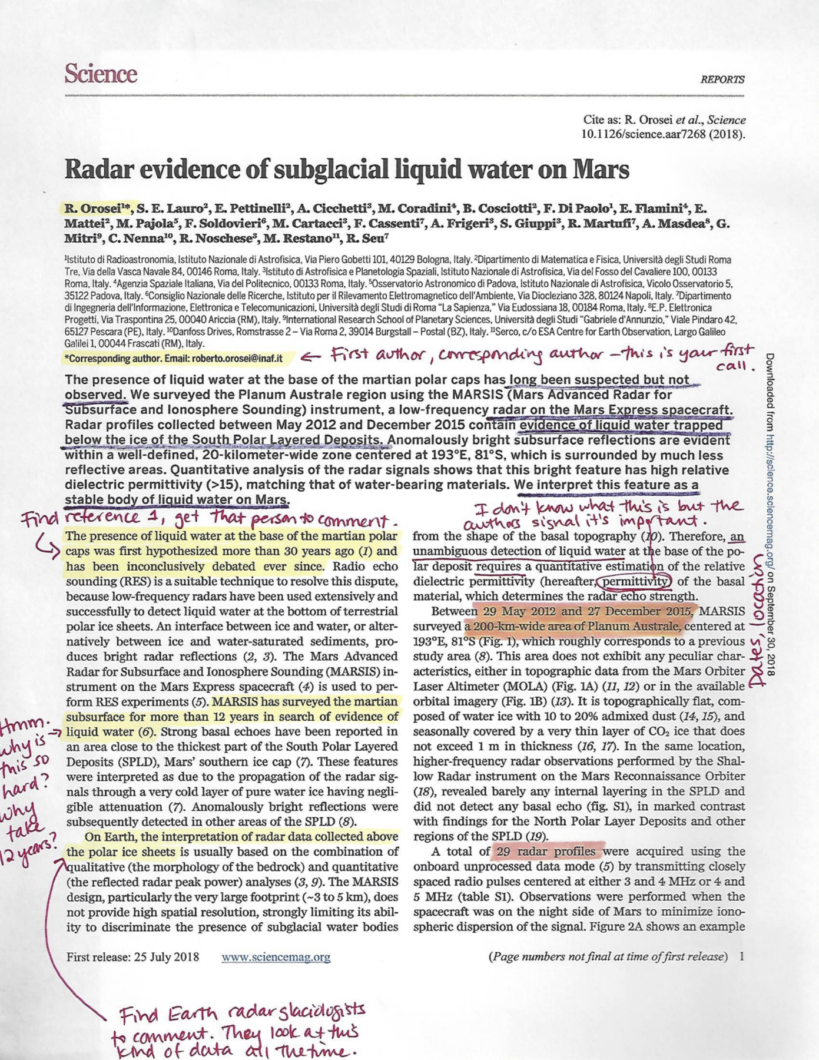 Science
REPORTS
Cite as: R. Orosei et al., Science
10.1126/science.aar7268 (2018).
Radar evidence of subglacial liquid water on Mars
R. Orosei¹*, S. E. Lauro², E. Pettinelli², A. Cicchetti³, M. Coradini⁴, B. Cosciotti², F. Di Paolo¹, E. Flamini⁴, E.
Mattei², M. Pajola⁵, F. Soldovieri⁶, M. Cartacci³, F. Cassenti⁷, A. Frigeri³, S. Giuppi³, R. Martufi⁷, A. Masdea⁸, G.
Mitri⁹, C. Nenna¹⁰, R. Noschese³, M. Restano¹¹, R. Seu⁷
¹Istituto di Radioastronomia, Istituto Nazionale di Astrofisica, Via Piero Gobetti 101, 40129 Bologna, Italy. ²Dipartimento di Matematica e Fisica, Università degli Studi Roma
Tre, Via della Vasca Navale 84, 00146 Roma, Italy. ³Istituto di Astrofisica e Planetologia Spaziali, Istituto Nazionale di Astrofisica, Via del Fosso del Cavaliere 100, 00133
Roma, Italy. ⁴Agenzia Spaziale Italiana, Via del Politecnico, 00133 Roma, Italy. ⁵Osservatorio Astronomico di Padova, Istituto Nazionale di Astrofisica, Vicolo Osservatorio 5,
35122 Padova, Italy. ⁶Consiglio Nazionale delle Ricerche, Istituto per il Rilevamento Elettromagnetico dell'Ambiente, Via Diocleziano 328, 80124 Napoli, Italy. ⁷Dipartimento
di Ingegneria dell'Informazione, Elettronica e Telecomunicazioni, Università degli Studi di Roma "La Sapienza," Via Eudossiana 18, 00184 Roma, Italy. ⁸E.P. Elettronica
Progetti, Via Traspontina 25, 00040 Ariccia (RM), Italy. ⁹International Research School of Planetary Sciences, Università degli Studi "Gabriele d'Annunzio," Viale Pindaro 42,
65127 Pescara (PE), Italy. ¹⁰Danfoss Drives, Romstrasse 2 – Via Roma 2, 39014 Burgstall – Postal (BZ), Italy. ¹¹Serco, c/o ESA Centre for Earth Observation, Largo Galileo
Galilei 1, 00044 Frascati (RM), Italy.
*Corresponding author. Email: roberto.orosei@inaf.it
← First author, corresponding author – this is your first
call.
The presence of liquid water at the base of the martian polar caps has long been suspected but not
observed. We surveyed the Planum Australe region using the MARSIS (Mars Advanced Radar for
Subsurface and Ionosphere Sounding) instrument, a low-frequency radar on the Mars Express spacecraft.
Radar profiles collected between May 2012 and December 2015 contain evidence of liquid water trapped
below the ice of the South Polar Layered Deposits. Anomalously bright subsurface reflections are evident
within a well-defined, 20-kilometer-wide zone centered at 193°E, 81°S, which is surrounded by much less
reflective areas. Quantitative analysis of the radar signals shows that this bright feature has high relative
dielectric permittivity (>15), matching that of water-bearing materials. We interpret this feature as a
stable body of liquid water on Mars.
Find reference 1, get that person to comment.
The presence of liquid water at the base of the martian polar
caps was first hypothesized more than 30 years ago (1) and
has been inconclusively debated ever since. Radio echo
sounding (RES) is a suitable technique to resolve this dispute,
because low-frequency radars have been used extensively and
successfully to detect liquid water at the bottom of terrestrial
polar ice sheets. An interface between ice and water, or alter-
natively between ice and water-saturated sediments, pro-
duces bright radar reflections (2, 3). The Mars Advanced
Radar for Subsurface and Ionosphere Sounding (MARSIS) in-
strument on the Mars Express spacecraft (4) is used to per-
form RES experiments (5). MARSIS has surveyed the martian
subsurface for more than 12 years in search of evidence of
liquid water (6). Strong basal echoes have been reported in
an area close to the thickest part of the South Polar Layered
Deposits (SPLD), Mars' southern ice cap (7). These features
were interpreted as due to the propagation of the radar sig-
nals through a very cold layer of pure water ice having negli-
gible attenuation (7). Anomalously bright reflections were
subsequently detected in other areas of the SPLD (8).
On Earth, the interpretation of radar data collected above
the polar ice sheets is usually based on the combination of
qualitative (the morphology of the bedrock) and quantitative
(the reflected radar peak power) analyses (3, 9). The MARSIS
design, particularly the very large footprint (~3 to 5 km), does
not provide high spatial resolution, strongly limiting its abil-
ity to discriminate the presence of subglacial water bodies
Hmm.
why is
this so
hard?
why
take
12 years?
I don't know what this is but the
authors signal it's important.
from the shape of the basal topography (10). Therefore, an
unambiguous detection of liquid water at the base of the po-
lar deposit requires a quantitative estimation of the relative
dielectric permittivity (hereafter, permittivity) of the basal
material, which determines the radar echo strength.
Between 29 May 2012 and 27 December 2015, MARSIS
surveyed a 200-km-wide area of Planum Australe, centered at
193°E, 81°S (Fig. 1), which roughly corresponds to a previous
study area (8). This area does not exhibit any peculiar char-
acteristics, either in topographic data from the Mars Orbiter
Laser Altimeter (MOLA) (Fig. 1A) (11, 12) or in the available
orbital imagery (Fig. 1B) (13). It is topographically flat, com-
posed of water ice with 10 to 20% admixed dust (14, 15), and
seasonally covered by a very thin layer of CO₂ ice that does
not exceed 1 m in thickness (16, 17). In the same location,
higher-frequency radar observations performed by the Shal-
low Radar instrument on the Mars Reconnaissance Orbiter
(18), revealed barely any internal layering in the SPLD and
did not detect any basal echo (fig. S1), in marked contrast
with findings for the North Polar Layer Deposits and other
regions of the SPLD (19).
A total of 29 radar profiles were acquired using the
onboard unprocessed data mode (5) by transmitting closely
spaced radio pulses centered at either 3 and 4 MHz or 4 and
5 MHz (table S1). Observations were performed when the
spacecraft was on the night side of Mars to minimize iono-
spheric dispersion of the signal. Figure 2A shows an example
Dates, location
Downloaded from http://science.sciencemag.org/ on September 30, 2018
First release: 25 July 2018 www.sciencemag.org (Page numbers not final at time of first release) 1
Find Earth radar glaciologists
to comment. They look at this
kind of data all the time.